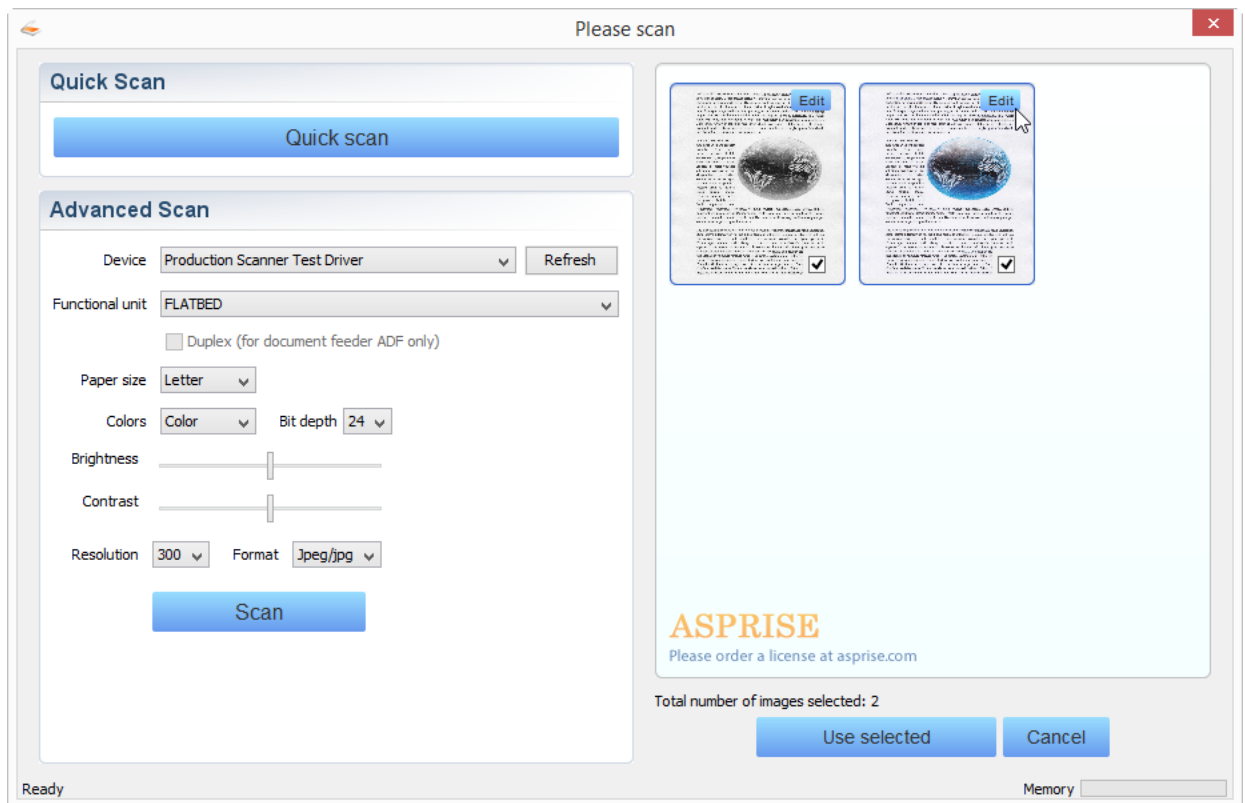 Please scan
Quick Scan
Quick scan
Advanced Scan
Device Production Scanner Test Driver Refresh
Functional unit FLATBED
Duplex (for document feeder ADF only)
Paper size Letter
Colors Color Bit depth 24
Brightness
Contrast
Resolution 300 Format Jpeg/jpg
Scan
Edit Edit
ASPRISE
Please order a license at asprise.com
Total number of images selected: 2
Use selected Cancel
Ready Memory